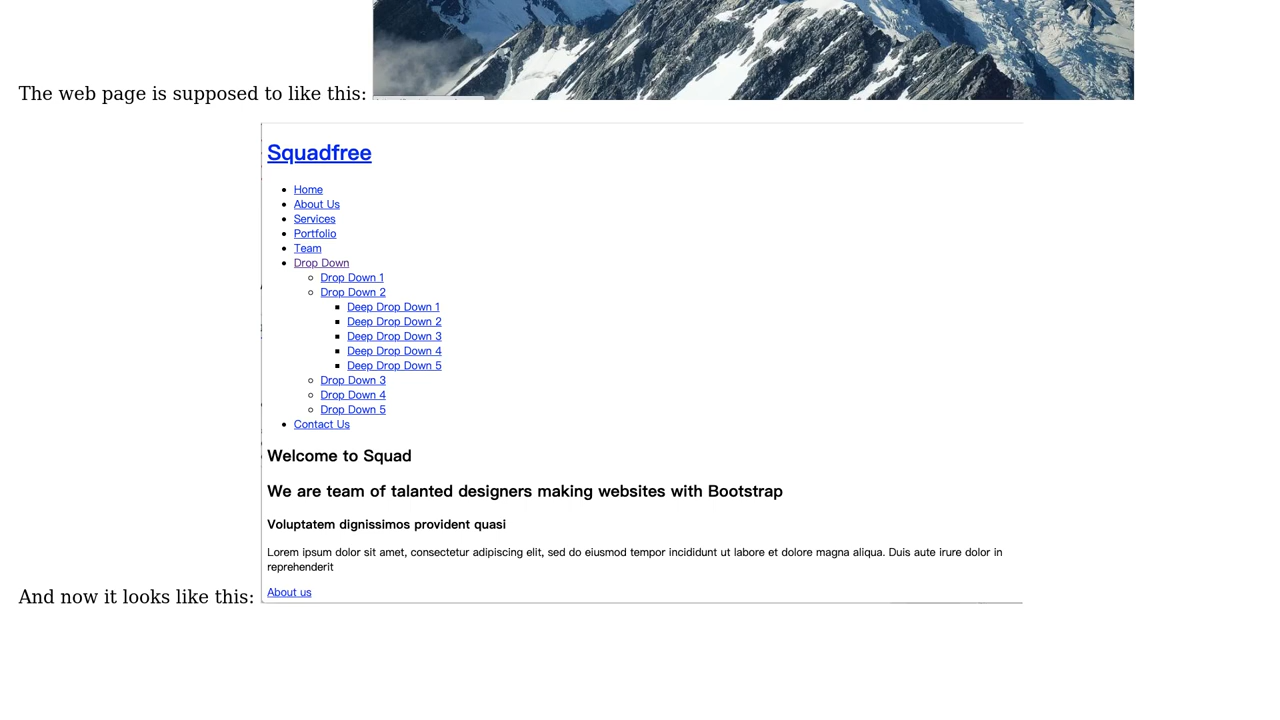 The web page is supposed to like this:
Squadfree
Home
About Us
Services
Portfolio
Team
Drop Down
Drop Down 1
Drop Down 2
Deep Drop Down 1
Deep Drop Down 2
Deep Drop Down 3
Deep Drop Down 4
Deep Drop Down 5
Drop Down 3
Drop Down 4
Drop Down 5
Contact Us
Welcome to Squad
We are team of talanted designers making websites with Bootstrap
Voluptatem dignissimos provident quasi
Lorem ipsum dolor sit amet, consectetur adipiscing elit, sed do eiusmod tempor incididunt ut labore et dolore magna aliqua. Duis aute irure dolor in
reprehenderit
About us
And now it looks like this: